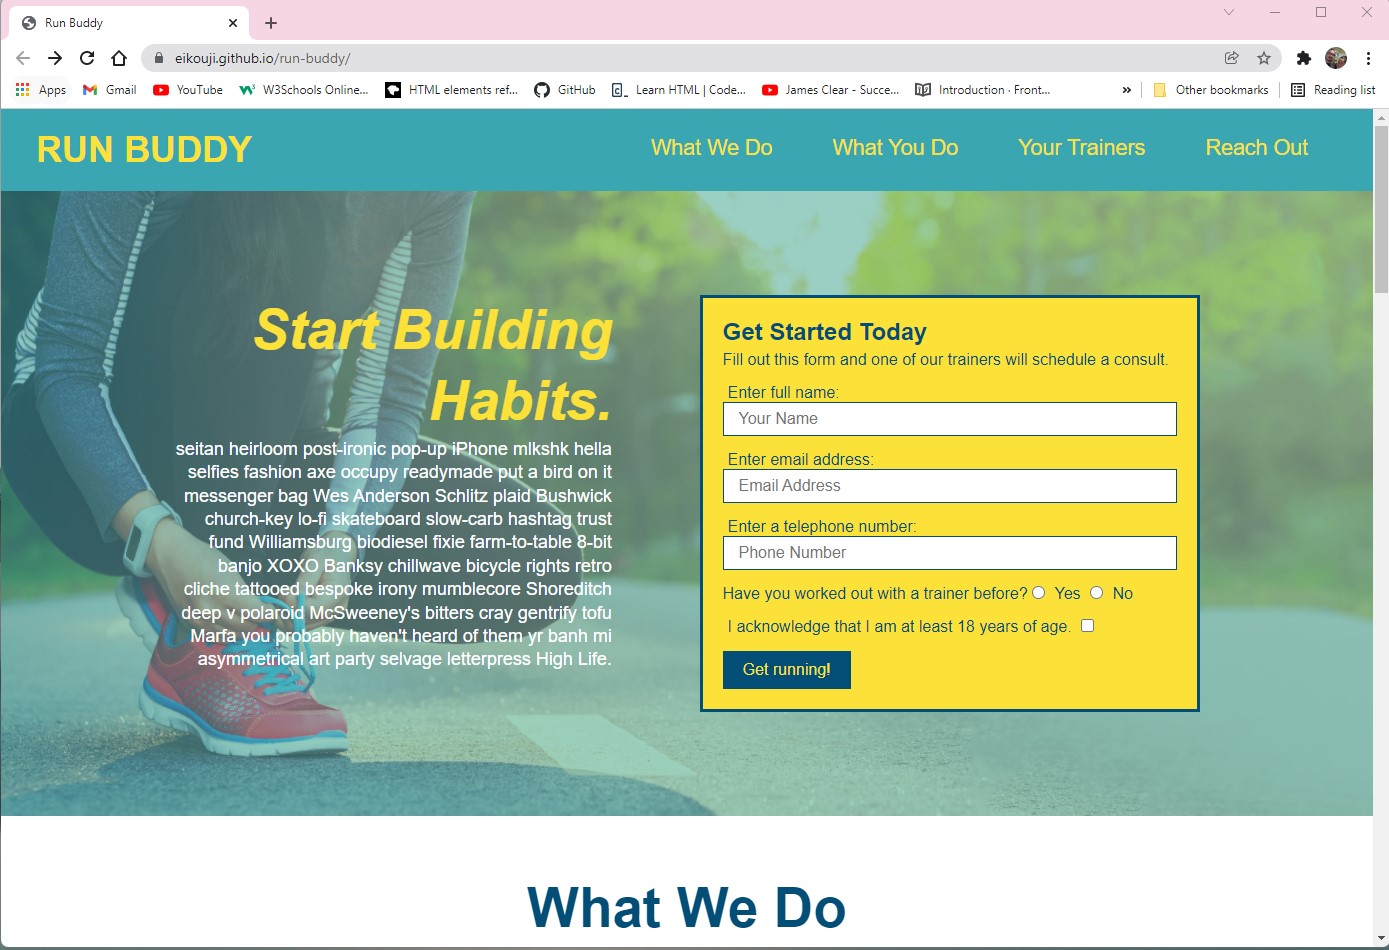 Run Buddy
eikouji.github.io/run-buddy/
Apps Gmail YouTube W3Schools Online... HTML elements ref... GitHub Learn HTML | Code... James Clear - Succe... Introduction · Front... » Other bookmarks Reading list
RUN BUDDY What We Do What You Do Your Trainers Reach Out
Start Building
Habits.
seitan heirloom post-ironic pop-up iPhone mlkshk hella
selfies fashion axe occupy readymade put a bird on it
messenger bag Wes Anderson Schlitz plaid Bushwick
church-key lo-fi skateboard slow-carb hashtag trust
fund Williamsburg biodiesel fixie farm-to-table 8-bit
banjo XOXO Banksy chillwave bicycle rights retro
cliche tattooed bespoke irony mumblecore Shoreditch
deep v polaroid McSweeney's bitters cray gentrify tofu
Marfa you probably haven't heard of them yr banh mi
asymmetrical art party selvage letterpress High Life.
Get Started Today
Fill out this form and one of our trainers will schedule a consult.
Enter full name:
Your Name
Enter email address:
Email Address
Enter a telephone number:
Phone Number
Have you worked out with a trainer before? Yes No
I acknowledge that I am at least 18 years of age.
Get running!
What We Do